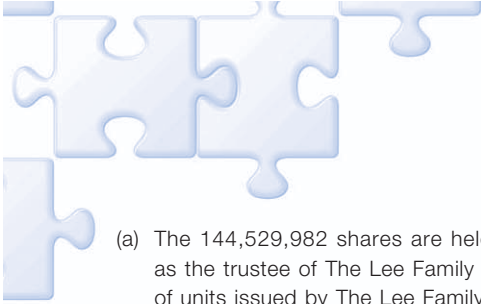 (a) The 144,529,982 shares are held
as the trustee of The Lee Family
of units issued by The Lee Family